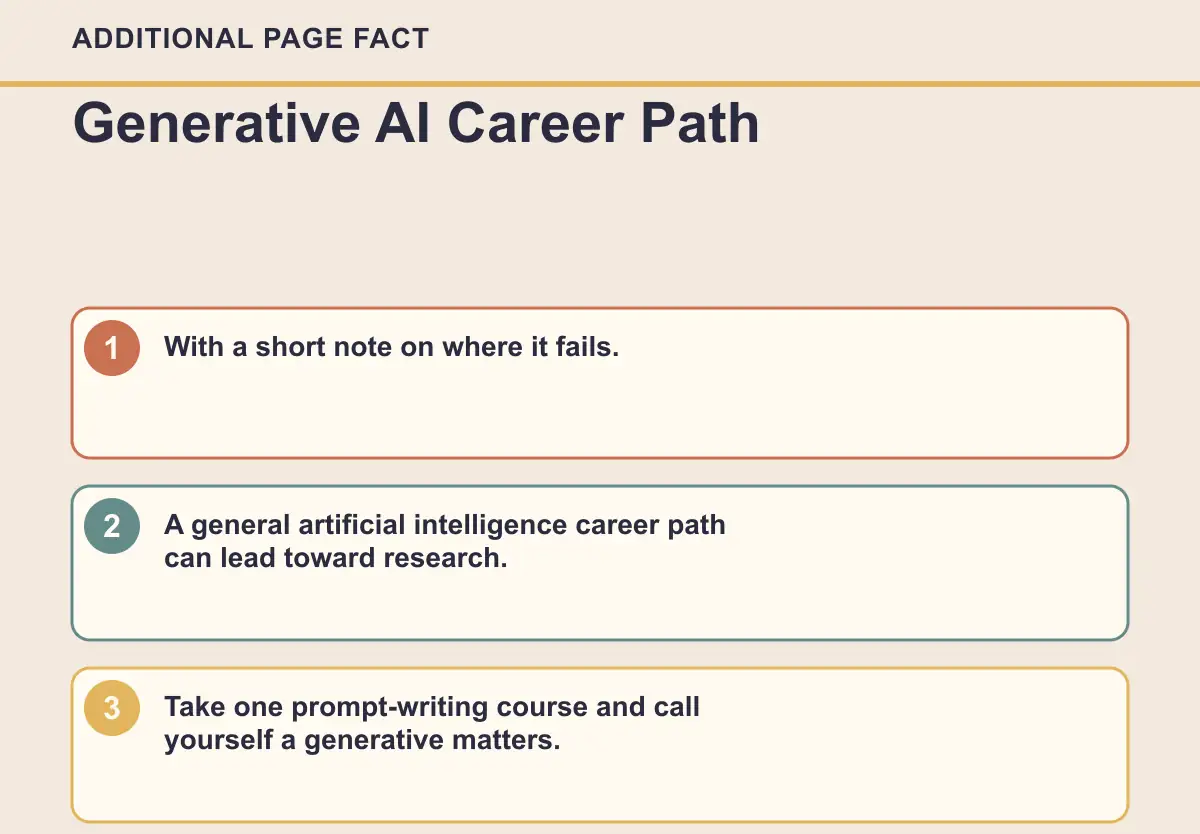 ADDITIONAL PAGE FACT
Generative AI Career Path
1
With a short note on where it fails.
2
A general artificial intelligence career path
can lead toward research.
3
Take one prompt-writing course and call
yourself a generative matters.